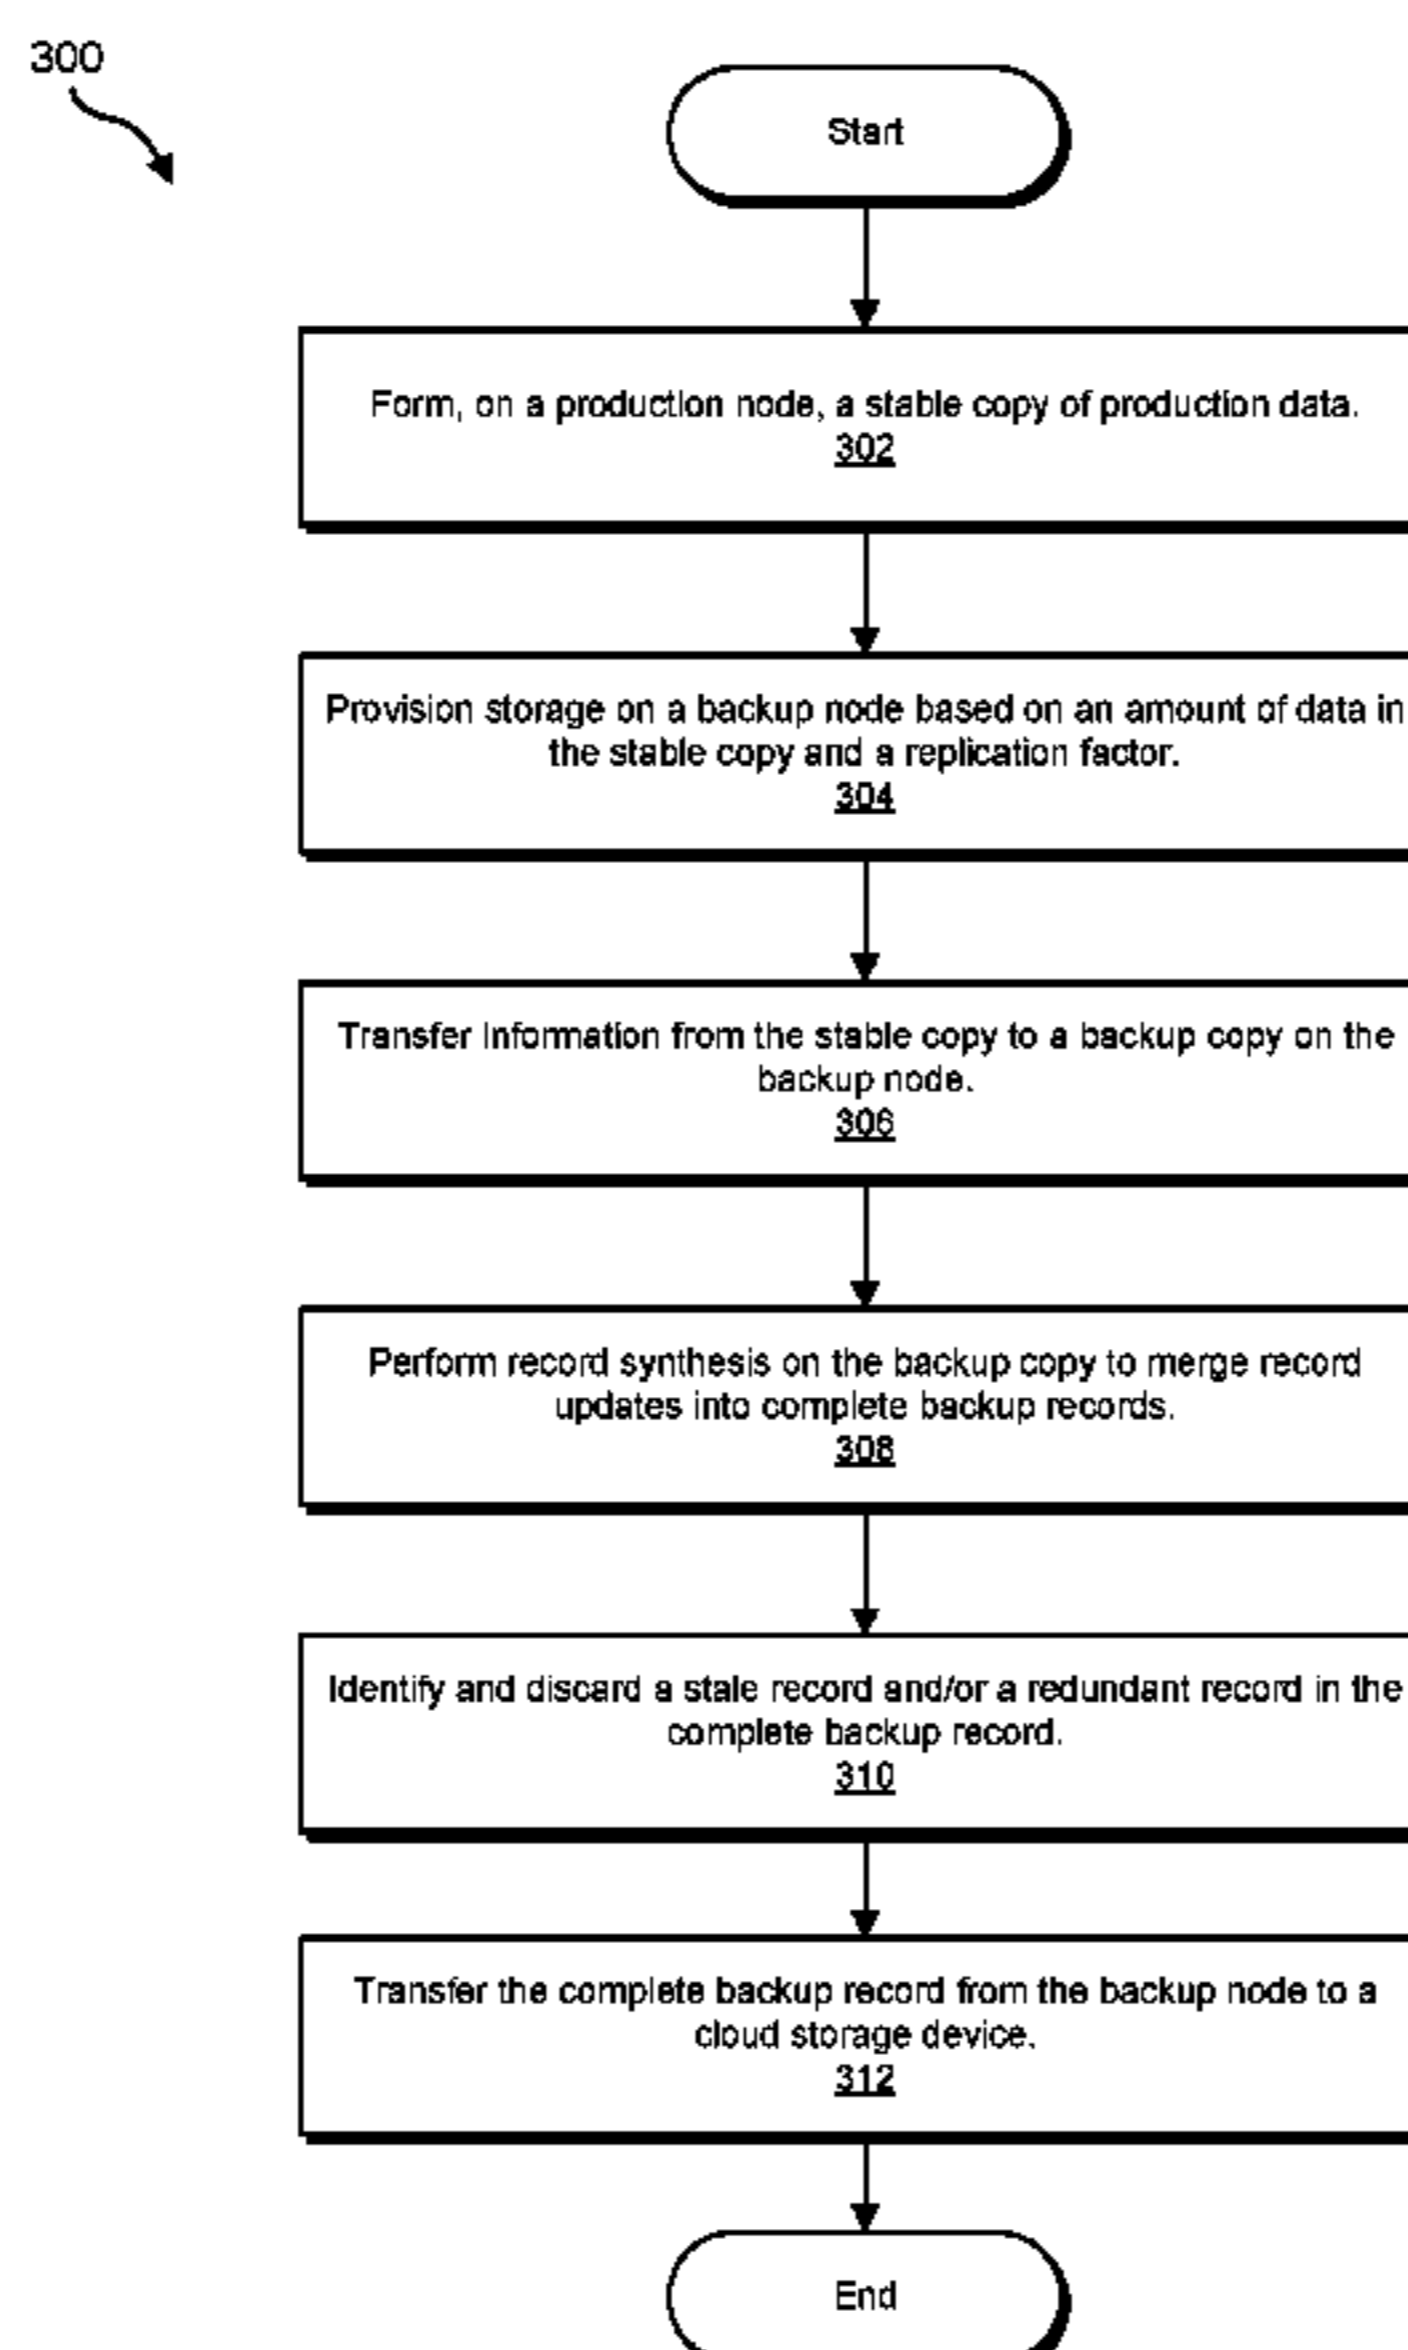 300
Start
Form, on a production node, a stable copy of production data.
302
Provision storage on a backup node based on an amount of data in
the stable copy and a replication factor.
304
Transfer Information from the stable copy to a backup copy on the
backup node.
306
Perform record synthesis on the backup copy to merge record
updates into complete backup records.
308
Identify and discard a stale record and/or a redundant record in the
complete backup record.
310
Transfer the complete backup record from the backup node to a
cloud storage device.
312
End